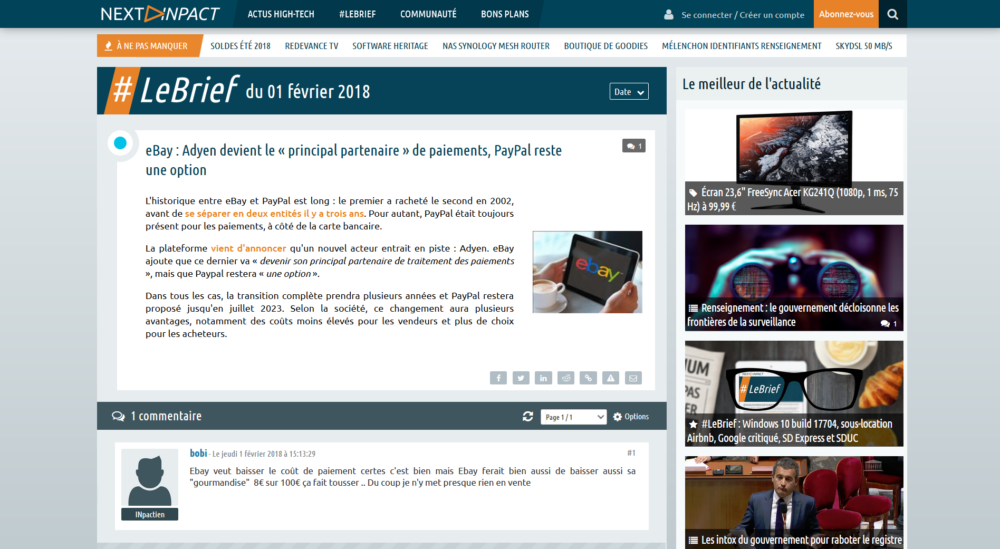 NEXT INPACT
ACTUS HIGH-TECH
#LEBRIEF
COMMUNAUTÉ
BONS PLANS
Se connecter / Créer un compte
Abonnez-vous
À NE PAS MANQUER
SOLDES ÉTÉ 2018
REDEVANCE TV
SOFTWARE HERITAGE
NAS SYNOLOGY MESH ROUTER
BOUTIQUE DE GOODIES
MÉLENCHON IDENTIFIANTS RENSEIGNEMENT
SKYDSL 50 MB/S
#LeBrief du 01 février 2018
Date
eBay : Adyen devient le « principal partenaire » de paiements, PayPal reste
une option
1
L'historique entre eBay et PayPal est long : le premier a racheté le second en 2002,
avant de se séparer en deux entités il y a trois ans. Pour autant, PayPal était toujours
présent pour les paiements, à côté de la carte bancaire.
La plateforme vient d'annoncer qu'un nouvel acteur entrait en piste : Adyen. eBay
ajoute que ce dernier va « devenir son principal partenaire de traitement des paiements
», mais que Paypal restera « une option ».
Dans tous les cas, la transition complète prendra plusieurs années et PayPal restera
proposé jusqu'en juillet 2023. Selon la société, ce changement aura plusieurs
avantages, notamment des coûts moins élevés pour les vendeurs et plus de choix
pour les acheteurs.
ebay
1 commentaire
Page 1 / 1
Options
bobi - Le jeudi 1 février 2018 à 15:13:29
#1
Ebay veut baisser le coût de paiement certes c'est bien mais Ebay ferait bien aussi de baisser aussi sa
"gourmandise" 8€ sur 100€ ça fait tousser .. Du coup je n'y met presque rien en vente
INpactien
Le meilleur de l'actualité
Écran 23,6" FreeSync Acer KG241Q (1080p, 1 ms, 75
Hz) à 99,99 €
Renseignement : le gouvernement décloisonne les
frontières de la surveillance
1
NEXT INPACT
# LeBrief
#LeBrief : Windows 10 build 17704, sous-location
Airbnb, Google critiqué, SD Express et SDUC
Les intox du gouvernement pour raboter le registre